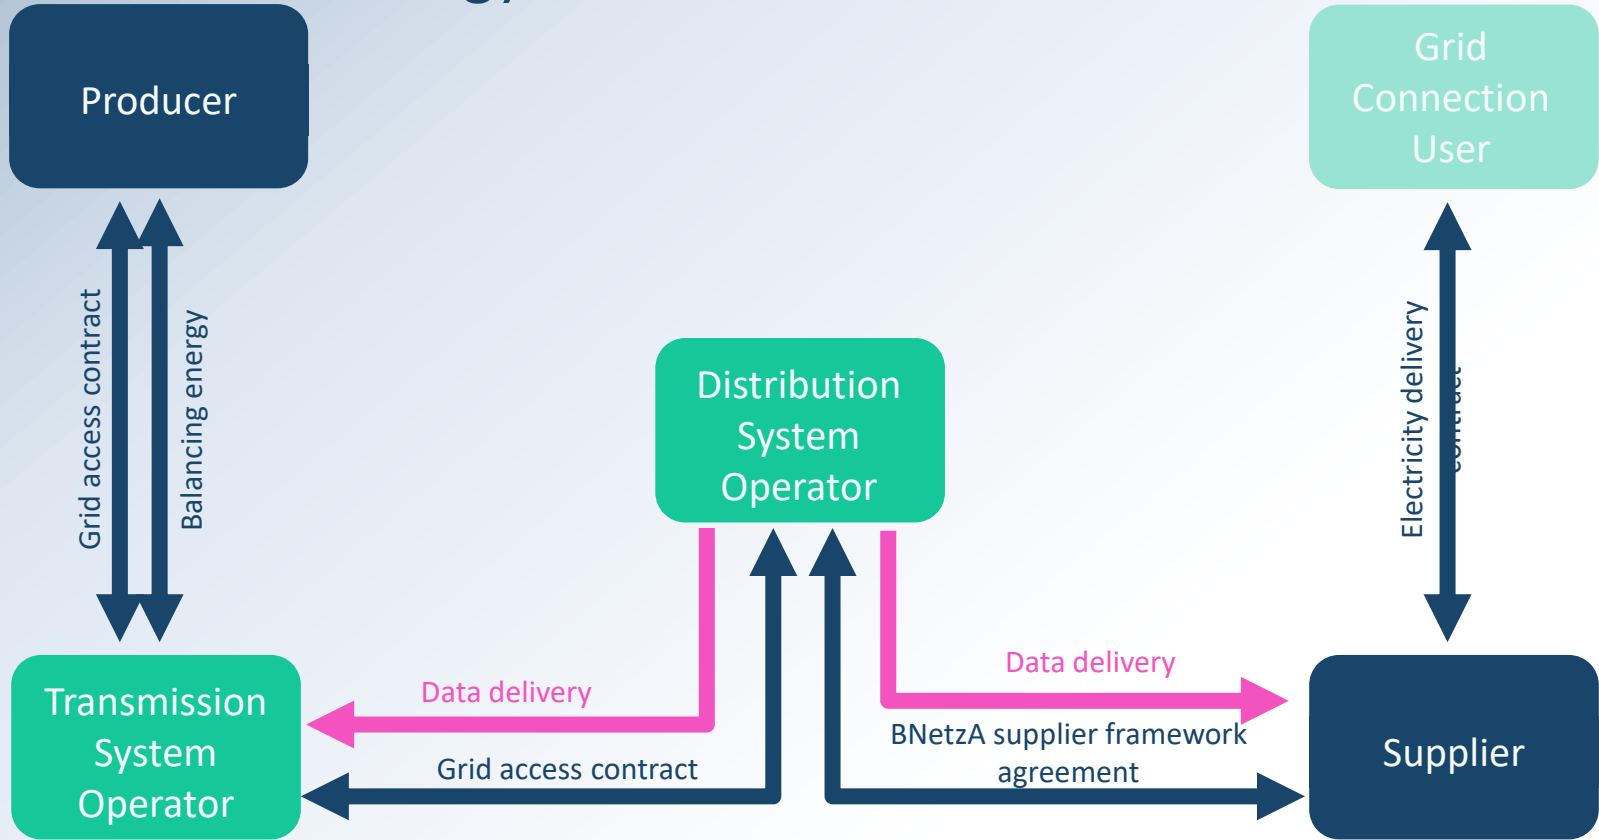 Producer
Grid
Connection
User
Grid access contract
Balancing energy
Distribution
System
Operator
Electricity delivery
contract
Transmission
System
Operator
Data delivery
Grid access contract
Data delivery
BNetzA supplier framework
agreement
Supplier